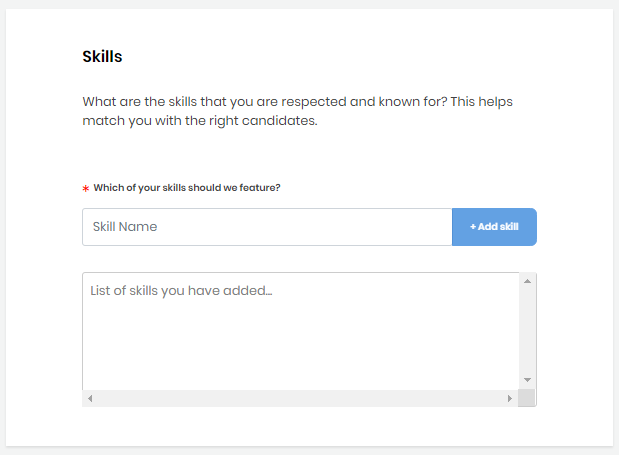 Skills
What are the skills that you are respected and known for? This helps
match you with the right candidates.
* Which of your skills should we feature?
Skill Name
+ Add skill
List of skills you have added...